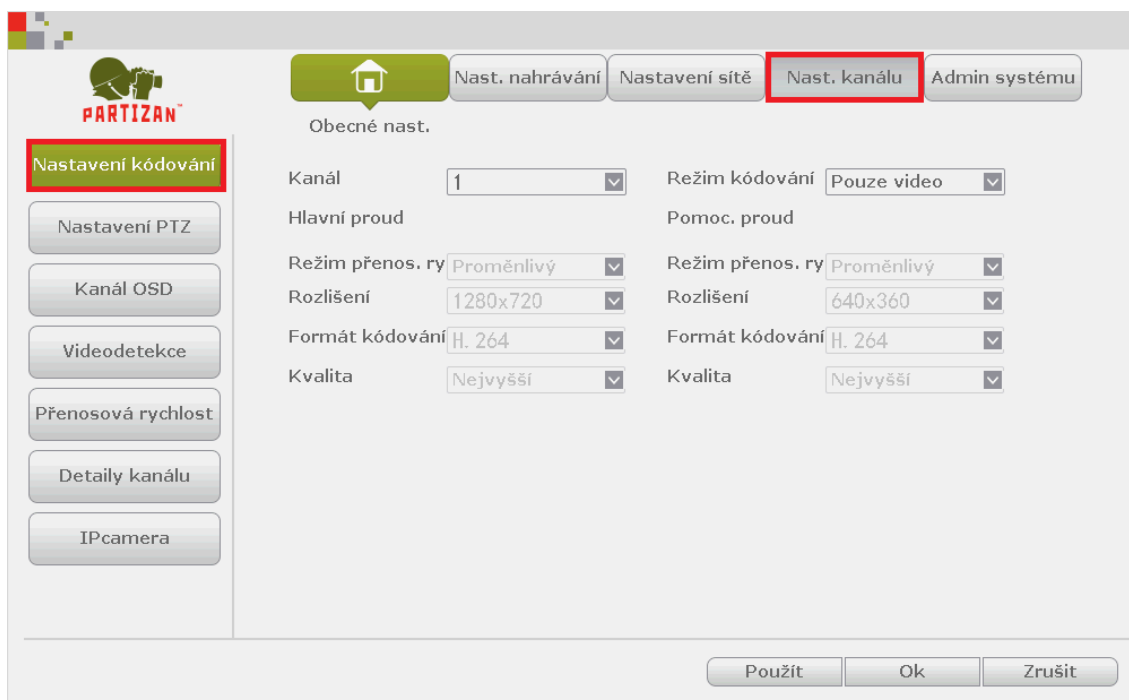 PARTIZAN™
Nast. nahrávání
Nastavení sítě
Nast. kanálu
Admin systému
Obecné nast.
Nastavení kódování
Nastavení PTZ
Kanál OSD
Videodetekce
Přenosová rychlost
Detaily kanálu
IPcamera
Kanál 1 Režim kódování Pouze video
Hlavní proud Pomoc. proud
Režim přenos. ry Proměnlivý Režim přenos. ry Proměnlivý
Rozlišení 1280x720 Rozlišení 640x360
Formát kódování H. 264 Formát kódování H. 264
Kvalita Nejvyšší Kvalita Nejvyšší
Použít Ok Zrušit